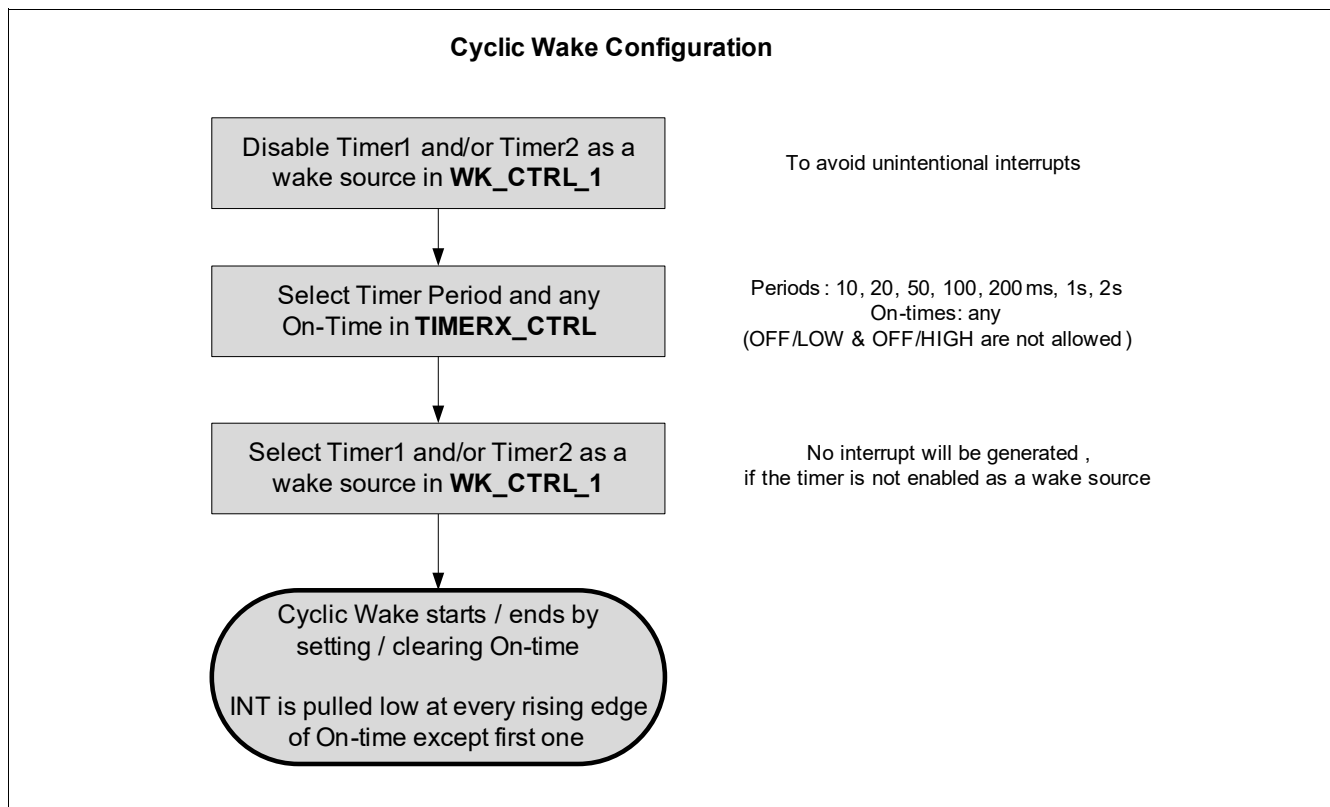 Cyclic Wake Configuration
Disable Timer1 and/or Timer2 as a
wake source in WK_CTRL_1
To avoid unintentional interrupts
Select Timer Period and any
On-Time in TIMERX_CTRL
Periods : 10, 20, 50, 100, 200 ms, 1s, 2s
On-times: any
(OFF/LOW & OFF/HIGH are not allowed )
Select Timer1 and/or Timer2 as a
wake source in WK_CTRL_1
No interrupt will be generated ,
if the timer is not enabled as a wake source
Cyclic Wake starts / ends by
setting / clearing On-time
INT is pulled low at every rising edge
of On-time except first one